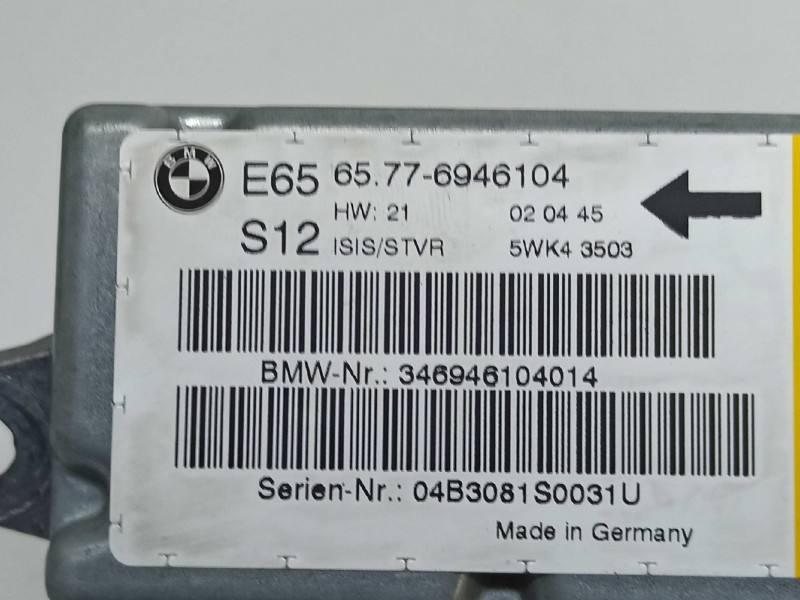 BMW
E65 65.77-6946104
HW: 21 02 04 45
S12 ISIS/STVR 5WK4 3503
BMW-Nr.: 346946104014
Serien-Nr.: 04B3081S0031U
Made in Germany